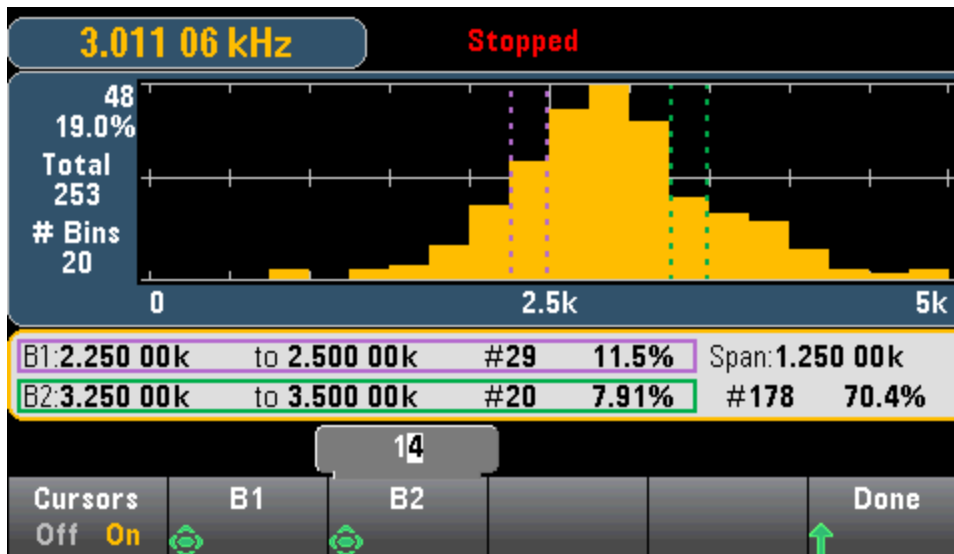 3.011 06 kHz Stopped
48
19.0%
Total
253
# Bins
20
0 2.5k 5k
B1:2.250 00k to 2.500 00k #29 11.5% Span:1.250 00k
B2:3.250 00k to 3.500 00k #20 7.91% #178 70.4%
14
Cursors B1 B2 Done
Off On